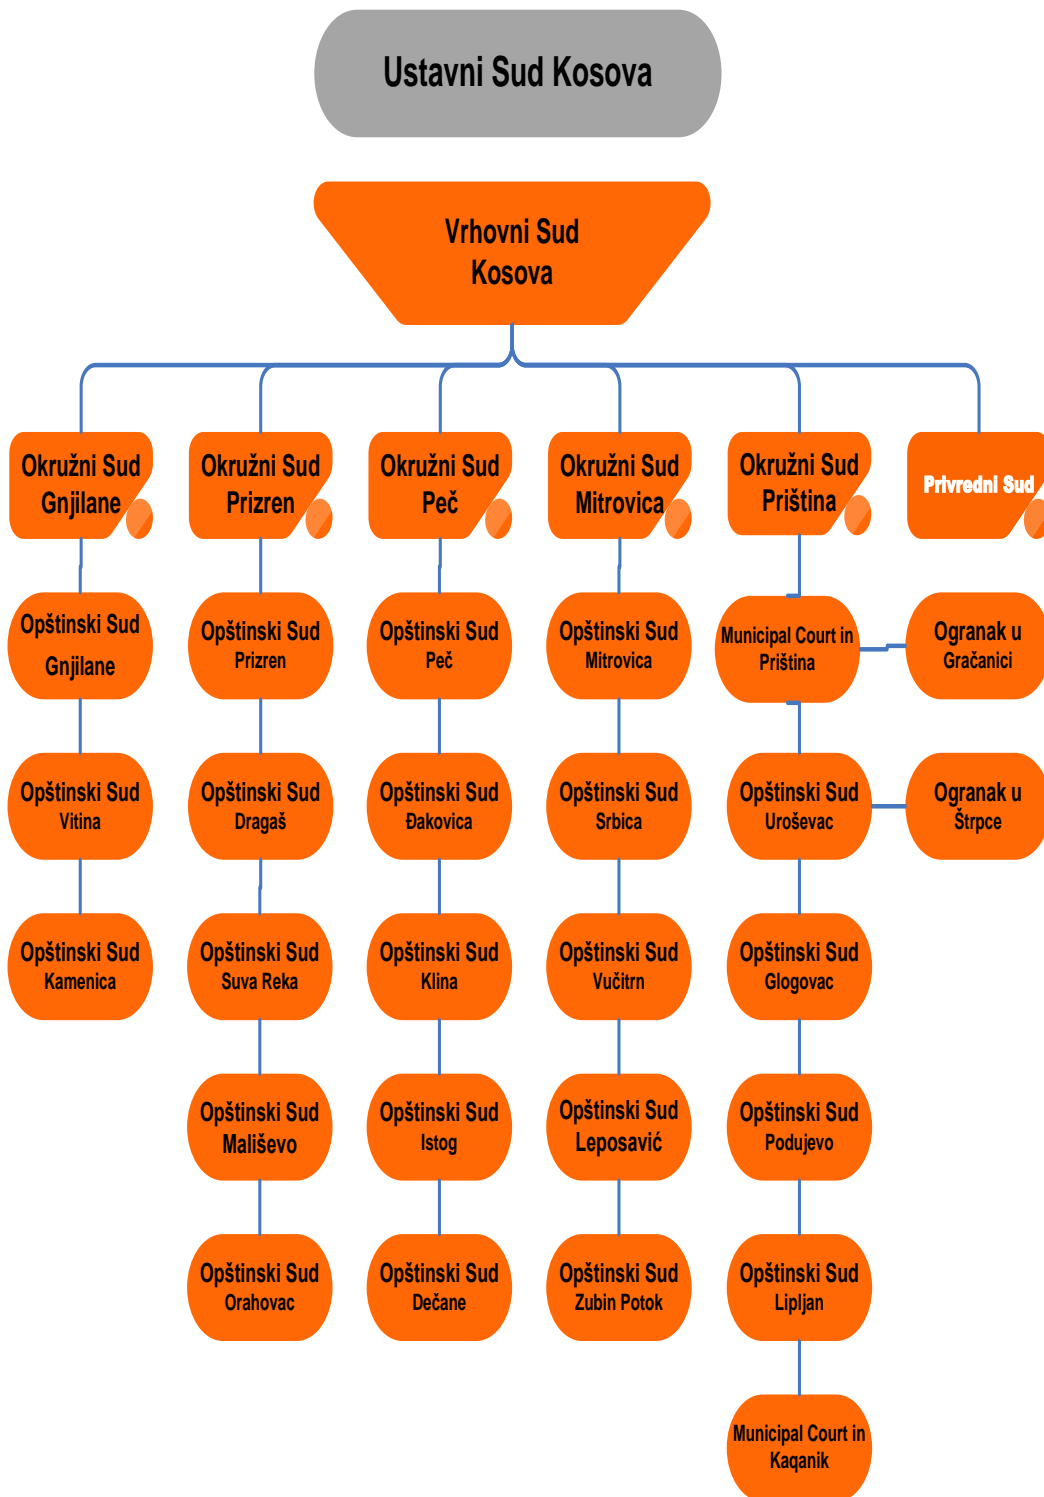 Ustavni Sud Kosova
Vrhovni Sud
Kosova
Okružni Sud
Gnjilane
Okružni Sud
Prizren
Okružni Sud
Peč
Okružni Sud
Mitrovica
Okružni Sud
Priština
Privredni Sud
Opštinski Sud
Gnjilane
Opštinski Sud
Prizren
Opštinski Sud
Peč
Opštinski Sud
Mitrovica
Municipal Court in
Priština
Ogranak u
Gračanici
Opštinski Sud
Vitina
Opštinski Sud
Dragaš
Opštinski Sud
Đakovica
Opštinski Sud
Srbica
Opštinski Sud
Uroševac
Ogranak u
Štrpce
Opštinski Sud
Kamenica
Opštinski Sud
Suva Reka
Opštinski Sud
Klina
Opštinski Sud
Vučitrn
Opštinski Sud
Glogovac
Opštinski Sud
Mališevo
Opštinski Sud
Istog
Opštinski Sud
Leposavić
Opštinski Sud
Podujevo
Opštinski Sud
Orahovac
Opštinski Sud
Dečane
Opštinski Sud
Zubin Potok
Opštinski Sud
Lipljan
Municipal Court in
Kaqanik